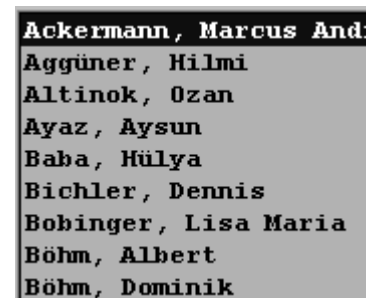 Ackermann, Marcus And
Aggüner, Hilmi
Altinok, Ozan
Ayaz, Aysun
Baba, Hülya
Bichler, Dennis
Bobinger, Lisa Maria
Böhm, Albert
Böhm, Dominik